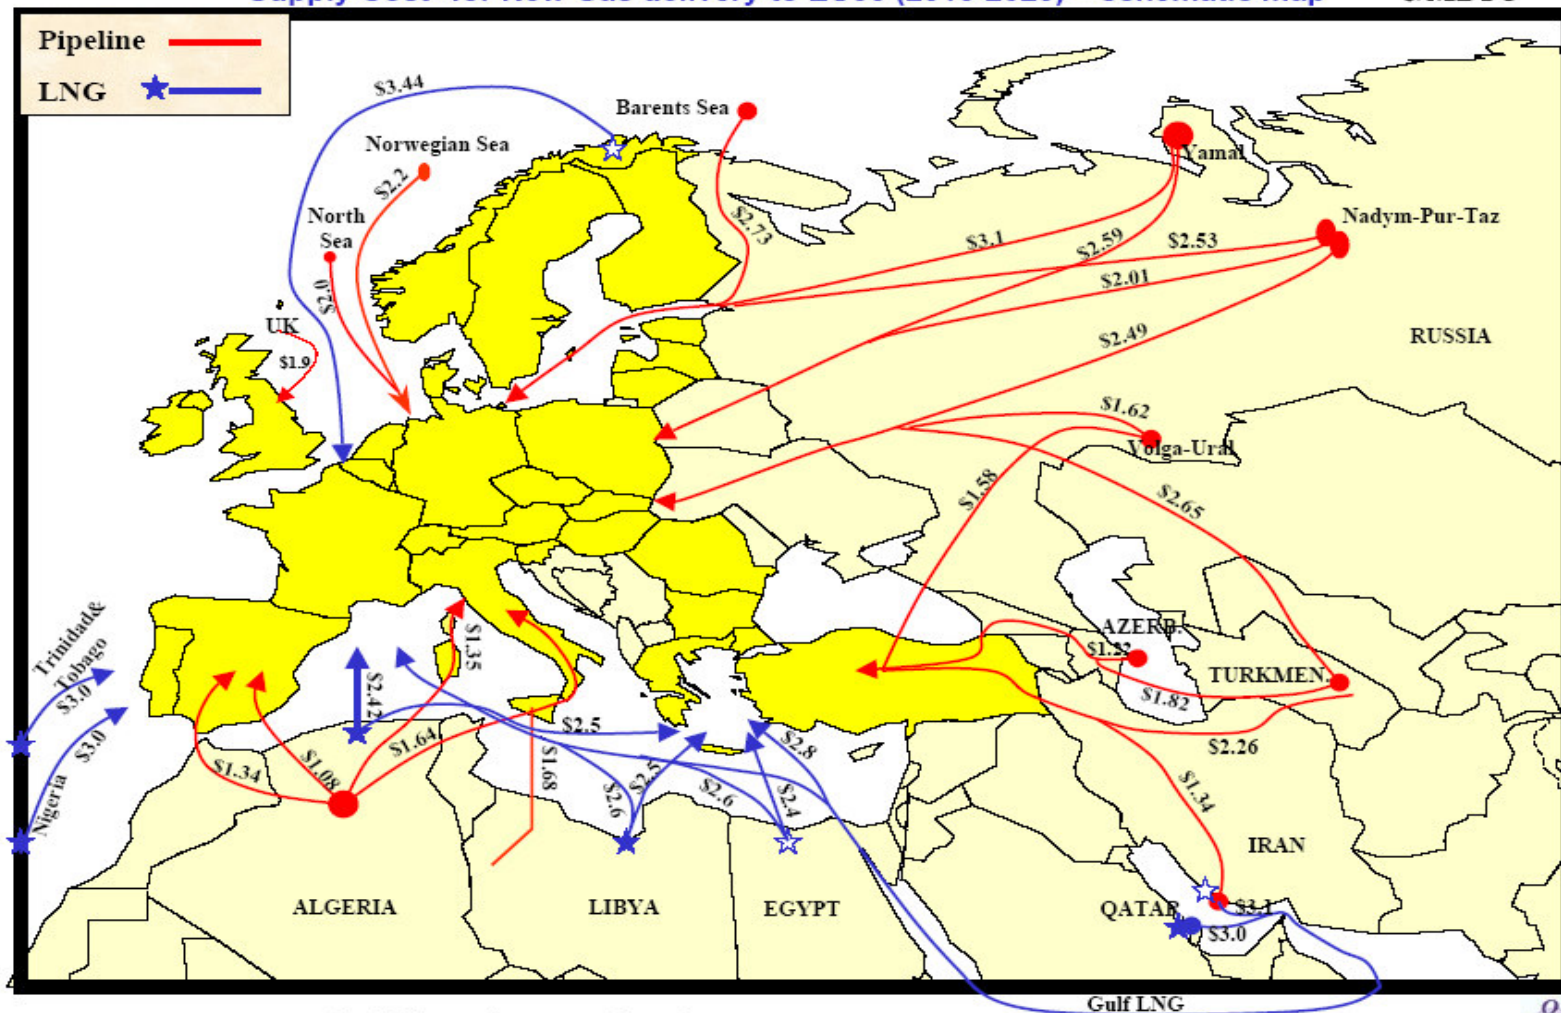 Pipeline
LNG
$3.44
Barents Sea
Norwegian Sea
$2.2
North
Sea
$2.0
$2.73
Yamal
Nadym-Pur-Taz
$3.1
$2.59
$2.53
$2.01
UK
$1.9
$2.49
RUSSIA
$1.62
Volga-Ural
$1.58
$2.65
Trinidad&
Tobago
$3.0
$3.0
Nigeria
$1.35
$2.42
AZERB.
$1.22
TURKMEN.
$1.82
$2.26
$1.34
$1.08
$1.64
$2.5
$1.68
$2.6
$2.5
$2.6
$2.4
$2.8
$1.34
IRAN
ALGERIA
LIBYA
EGYPT
QATAR
$3.1
$3.0
Gulf LNG